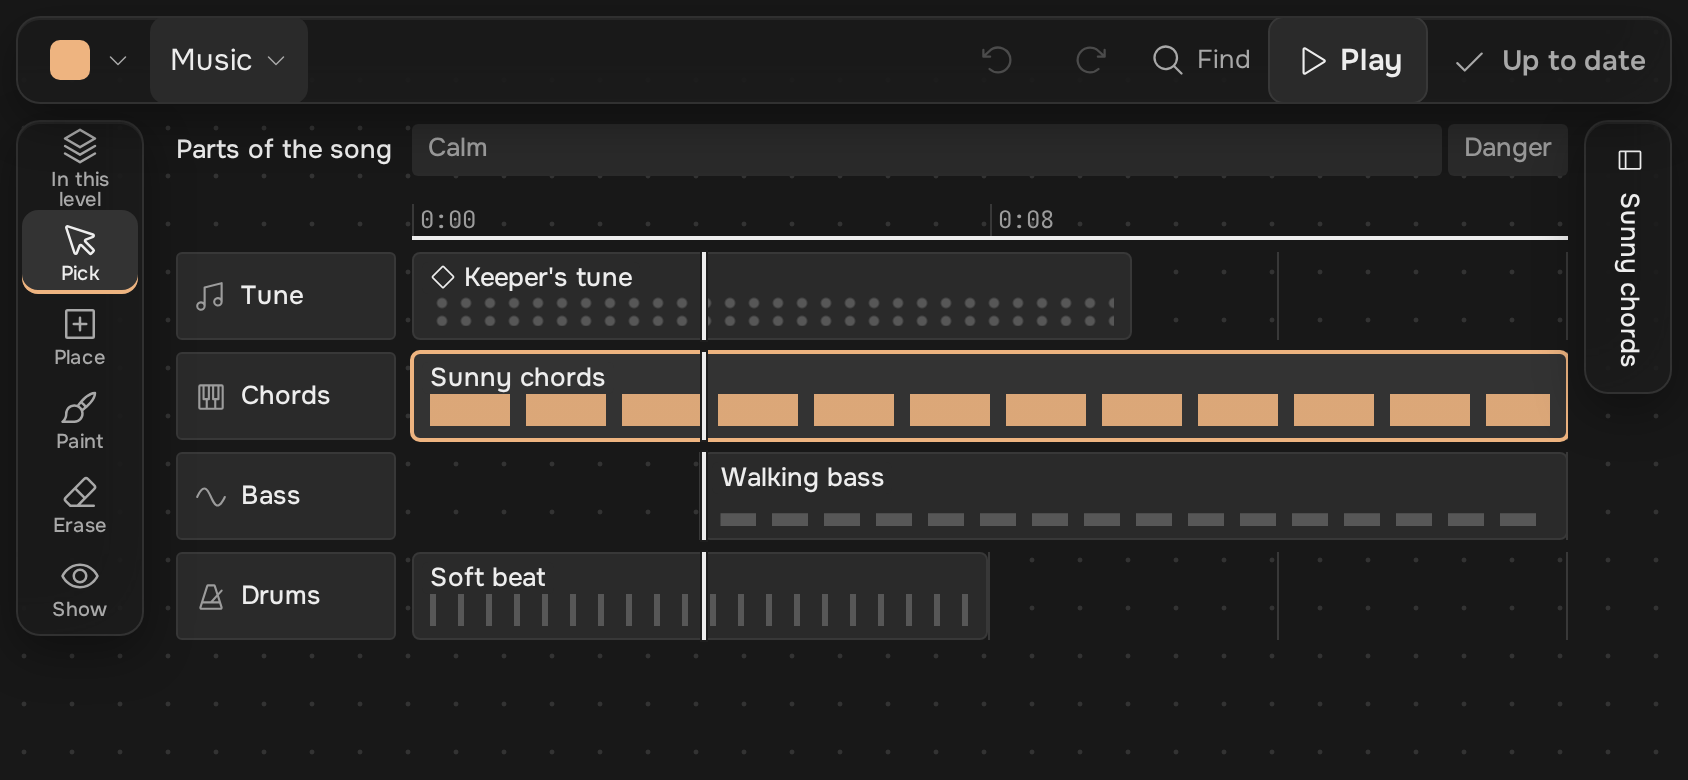 Music
Find
Play
Up to date
In this
level
Pick
Place
Paint
Erase
Show
Parts of the song
Calm
Danger
0:00
0:08
Tune
Keeper's tune
Chords
Sunny chords
Bass
Walking bass
Drums
Soft beat
Sunny chords